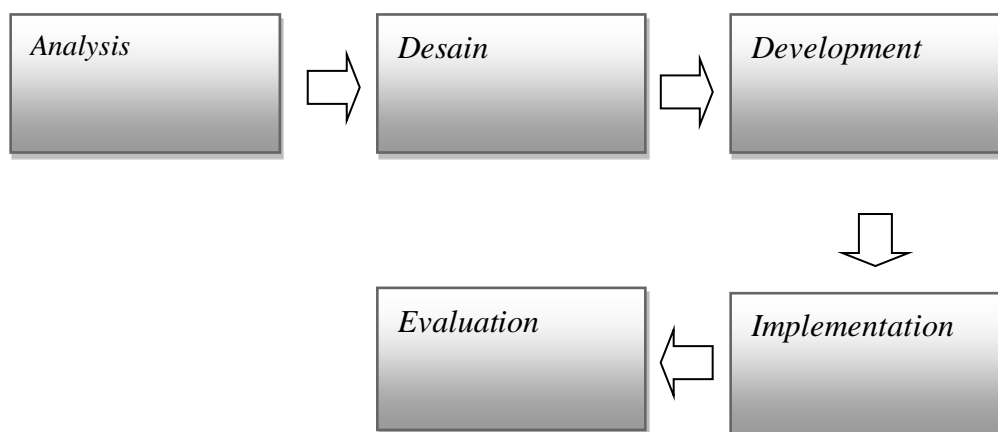 Analysis
Desain
Development
Implementation
Evaluation